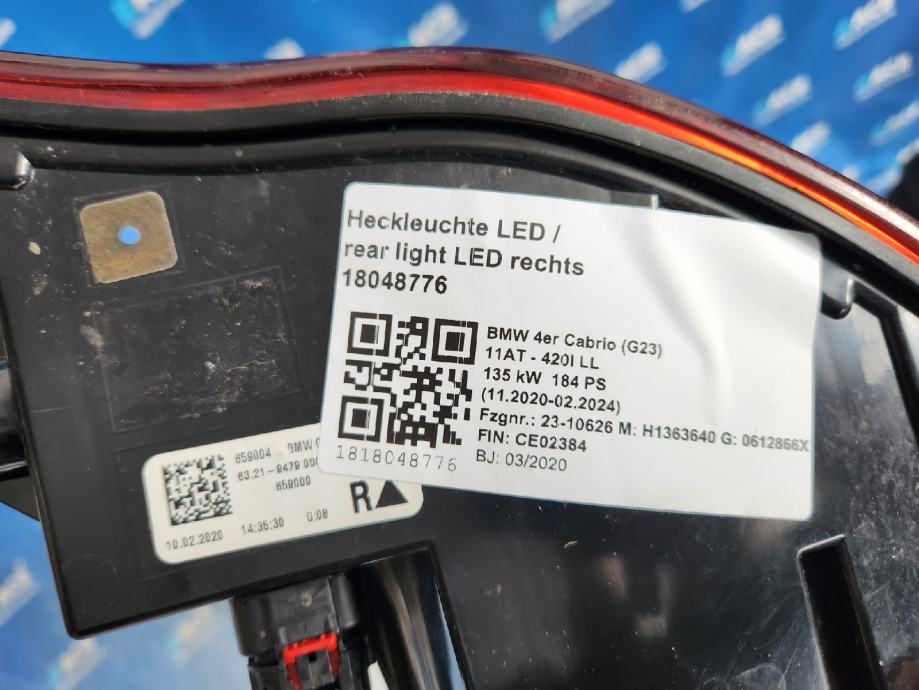 Heckleuchte LED /
rear light LED rechts
18048776
BMW 4er Cabrio (G23)
11AT - 420I LL
135 kW 184 PS
(11.2020-02.2024)
Fzgnr.: 23-10626 M: H1363640 G: 0612866X
FIN: CE02384
BJ: 03/2020
1818048776
659004 BMW
63.21-9479
659000
R
10.02.2020 14:35:30 0:08